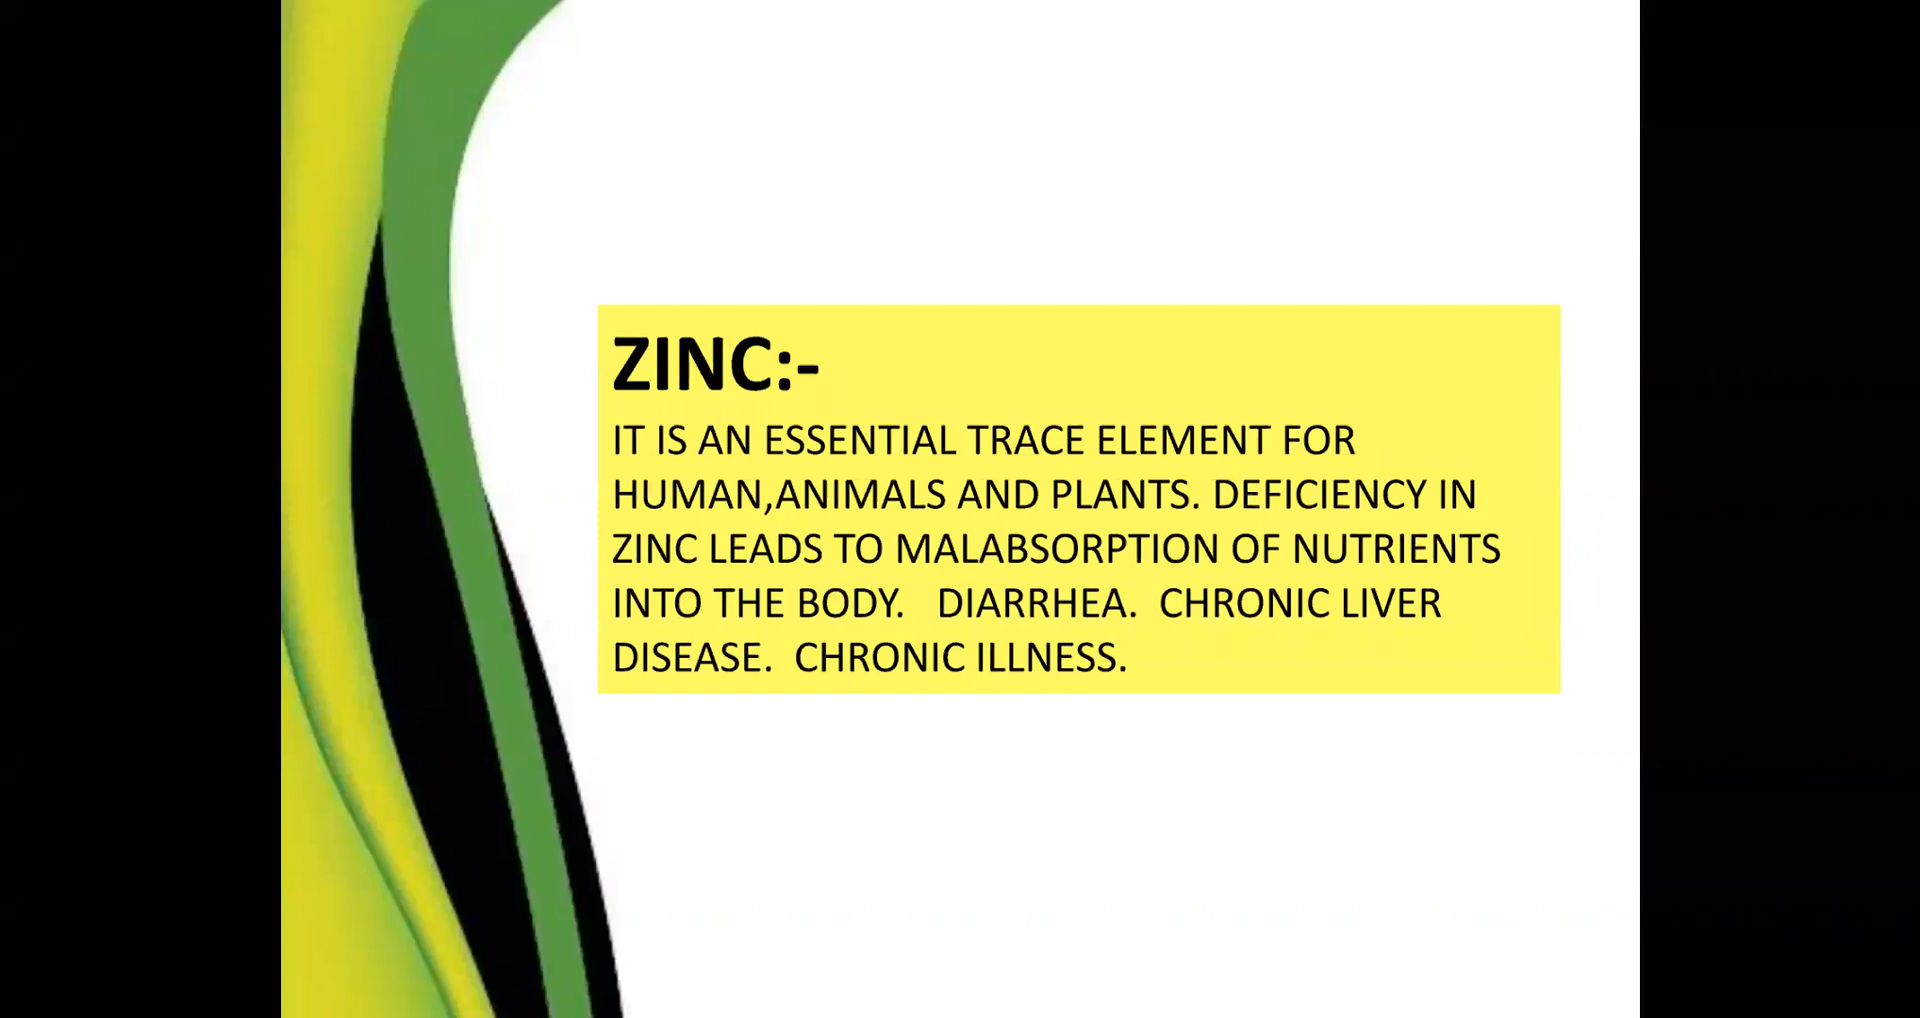 ZINC:-
IT IS AN ESSENTIAL TRACE ELEMENT FOR
HUMAN,ANIMALS AND PLANTS. DEFICIENCY IN
ZINC LEADS TO MALABSORPTION OF NUTRIENTS
INTO THE BODY.   DIARRHEA.  CHRONIC LIVER
DISEASE.  CHRONIC ILLNESS.